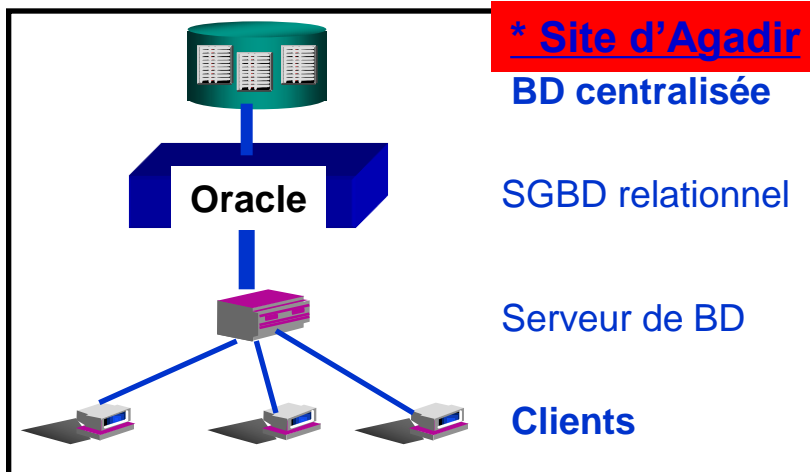 * Site d’Agadir
BD centralisée
Oracle
SGBD relationnel
Serveur de BD
Clients